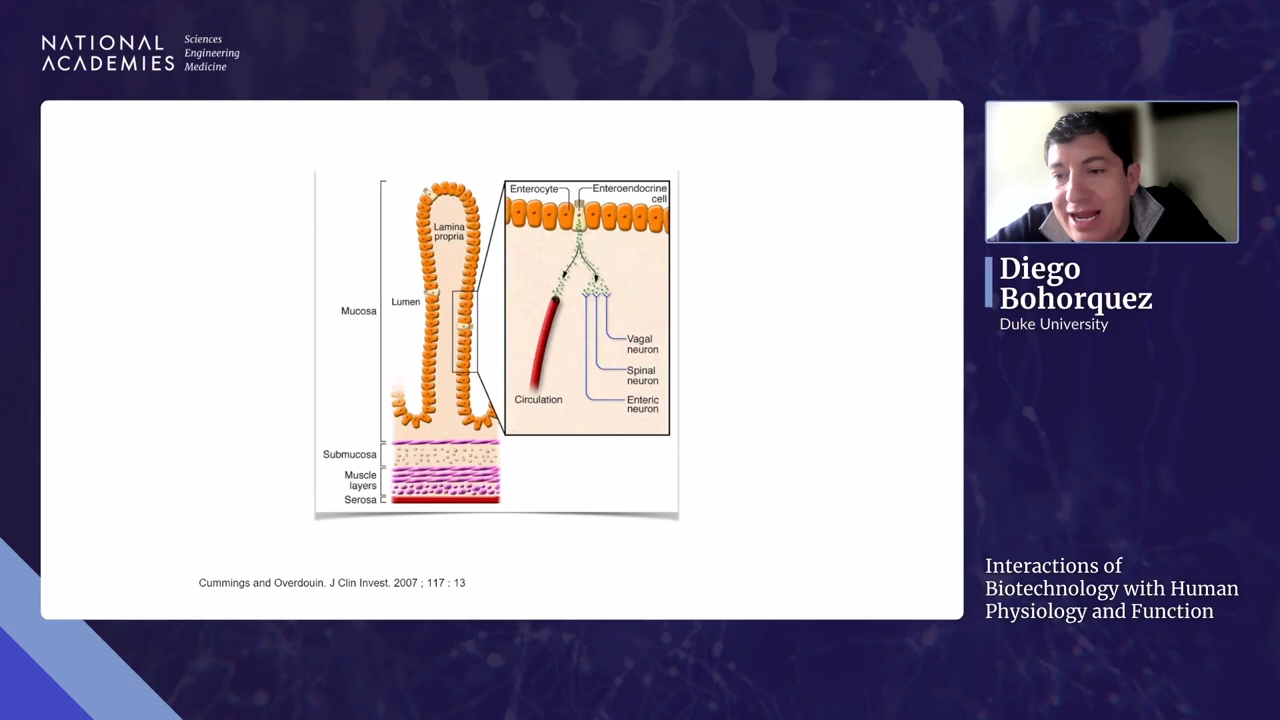 NATIONAL
ACADEMIES
Sciences
Engineering
Medicine
Enterocyte
Enteroendocrine
cell
Lamina
propria
Lumen
Mucosa
Vagal
neuron
Spinal
neuron
Circulation
Enteric
neuron
Submucosa
Muscle
layers
Serosa
Cummings and Overdouin. J Clin Invest. 2007 ; 117 : 13
Diego
Bohorquez
Duke University
Interactions of
Biotechnology with Human
Physiology and Function